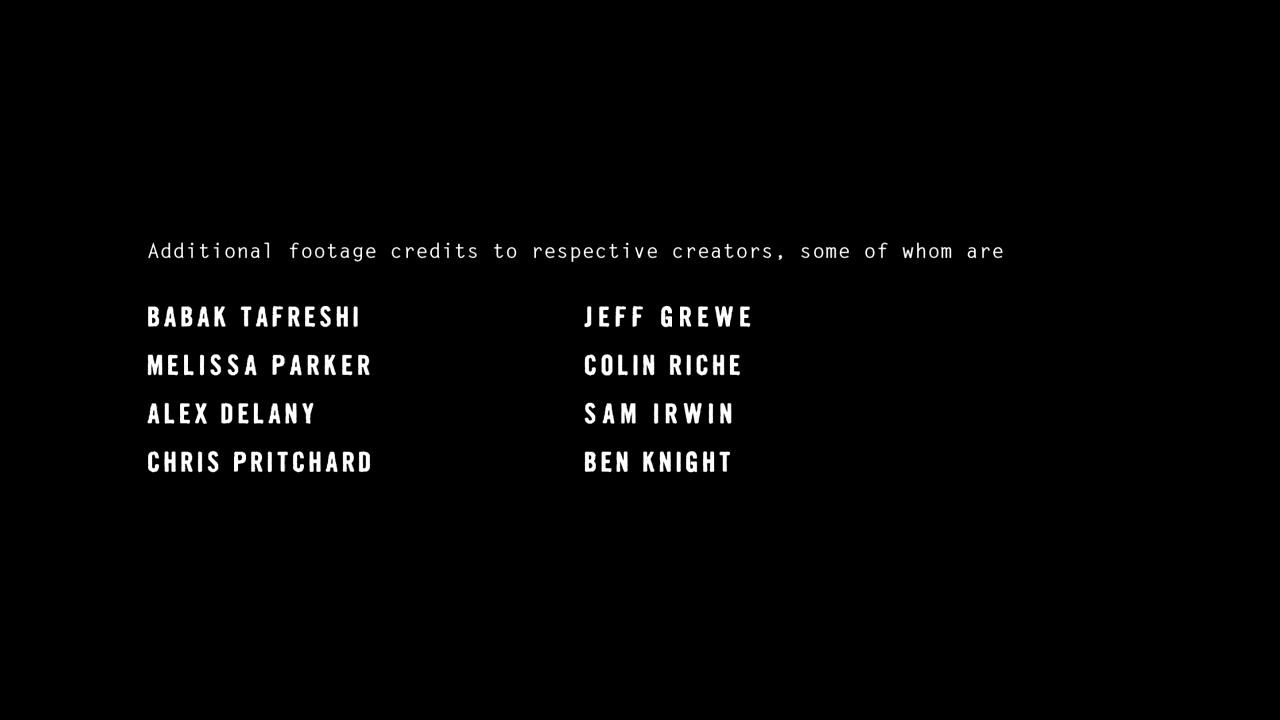 Additional footage credits to respective creators, some of whom are
BABAK TAFRESHI
MELISSA PARKER
ALEX DELANY
CHRIS PRITCHARD
JEFF GREWE
COLIN RICHE
SAM IRWIN
BEN KNIGHT